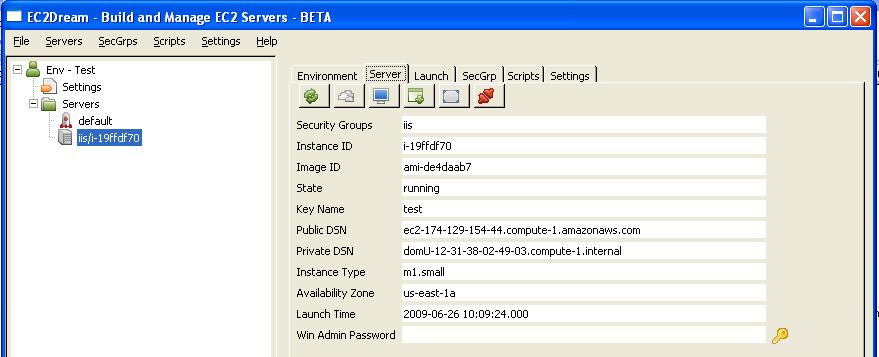 EC2Dream - Build and Manage EC2 Servers - BETA
File Servers SecGrps Scripts Settings Help
Env - Test
Settings
Servers
default
iis/i-19ffdf70
Environment Server Launch SecGrp Scripts Settings
Security Groups iis
Instance ID i-19ffdf70
Image ID ami-de4daab7
State running
Key Name test
Public DSN ec2-174-129-154-44.compute-1.amazonaws.com
Private DSN domU-12-31-38-02-49-03.compute-1.internal
Instance Type m1.small
Availability Zone us-east-1a
Launch Time 2009-06-26 10:09:24.000
Win Admin Password